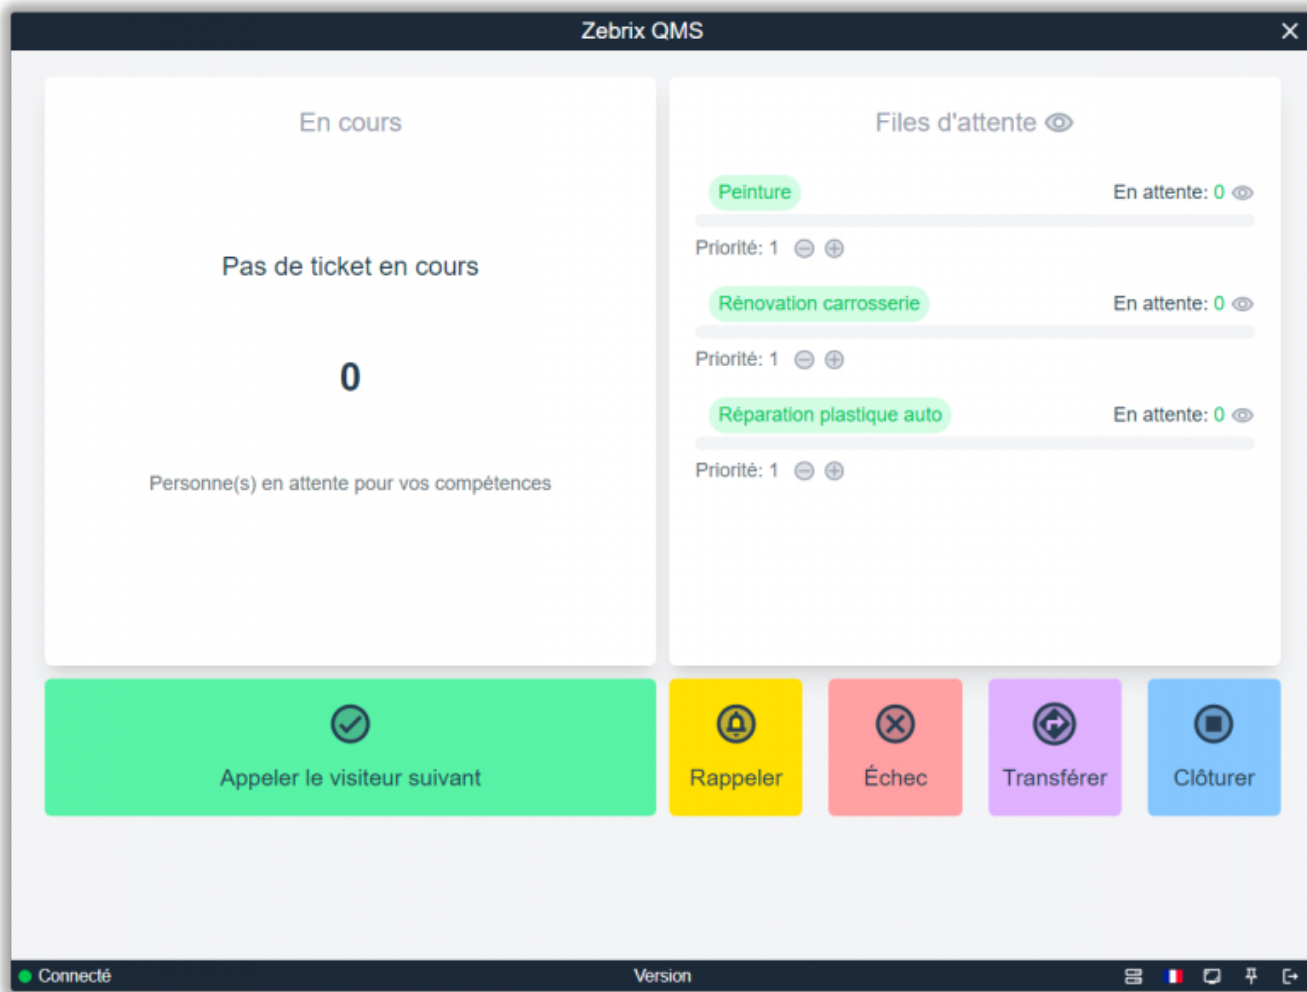 Zebrix QMS
En cours
Pas de ticket en cours
0
Personne(s) en attente pour vos compétences
Files d'attente
Peinture
En attente: 0
Priorité: 1
Rénovation carrosserie
En attente: 0
Priorité: 1
Réparation plastique auto
En attente: 0
Priorité: 1
Appeler le visiteur suivant
Rappeler
Échec
Transférer
Clôturer
Connecté
Version